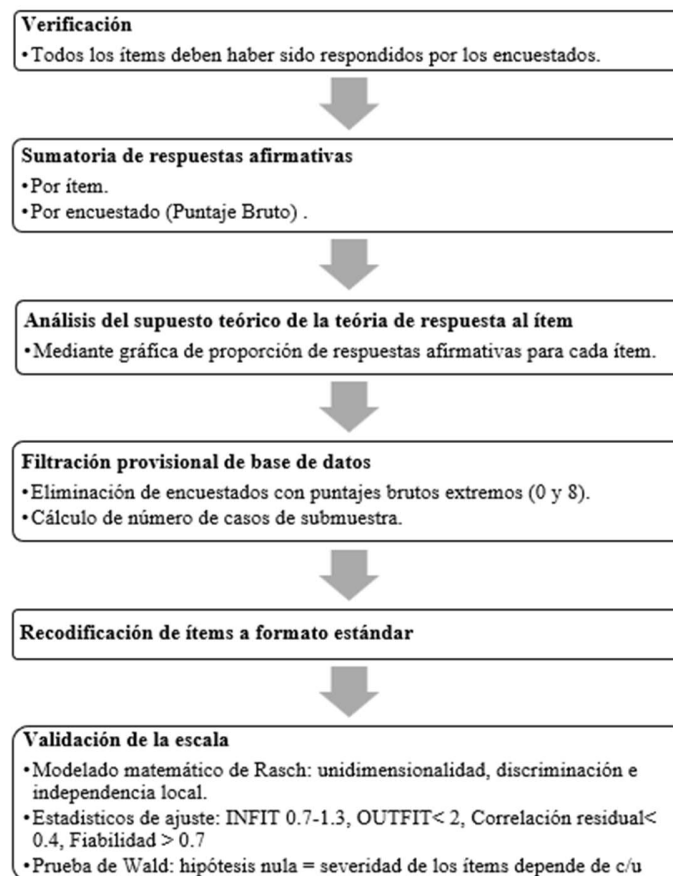 Verificación
•Todos los ítems deben haber sido respondidos por los encuestados.
Sumatoria de respuestas afirmativas
•Por ítem.
•Por encuestado (Puntaje Bruto) .
Análisis del supuesto teórico de la teória de respuesta al ítem
•Mediante gráfica de proporción de respuestas afirmativas para cada ítem.
Filtración provisional de base de datos
•Eliminación de encuestados con puntajes brutos extremos (0 y 8).
•Cálculo de número de casos de submuestra.
Recodificación de ítems a formato estándar
Validación de la escala
•Modelado matemático de Rasch: unidimensionalidad, discriminación e
independencia local.
•Estadisticos de ajuste: INFIT 0.7-1.3, OUTFIT< 2, Correlación residual<
0.4, Fiabilidad > 0.7
•Prueba de Wald: hipótesis nula = severidad de los ítems depende de c/u